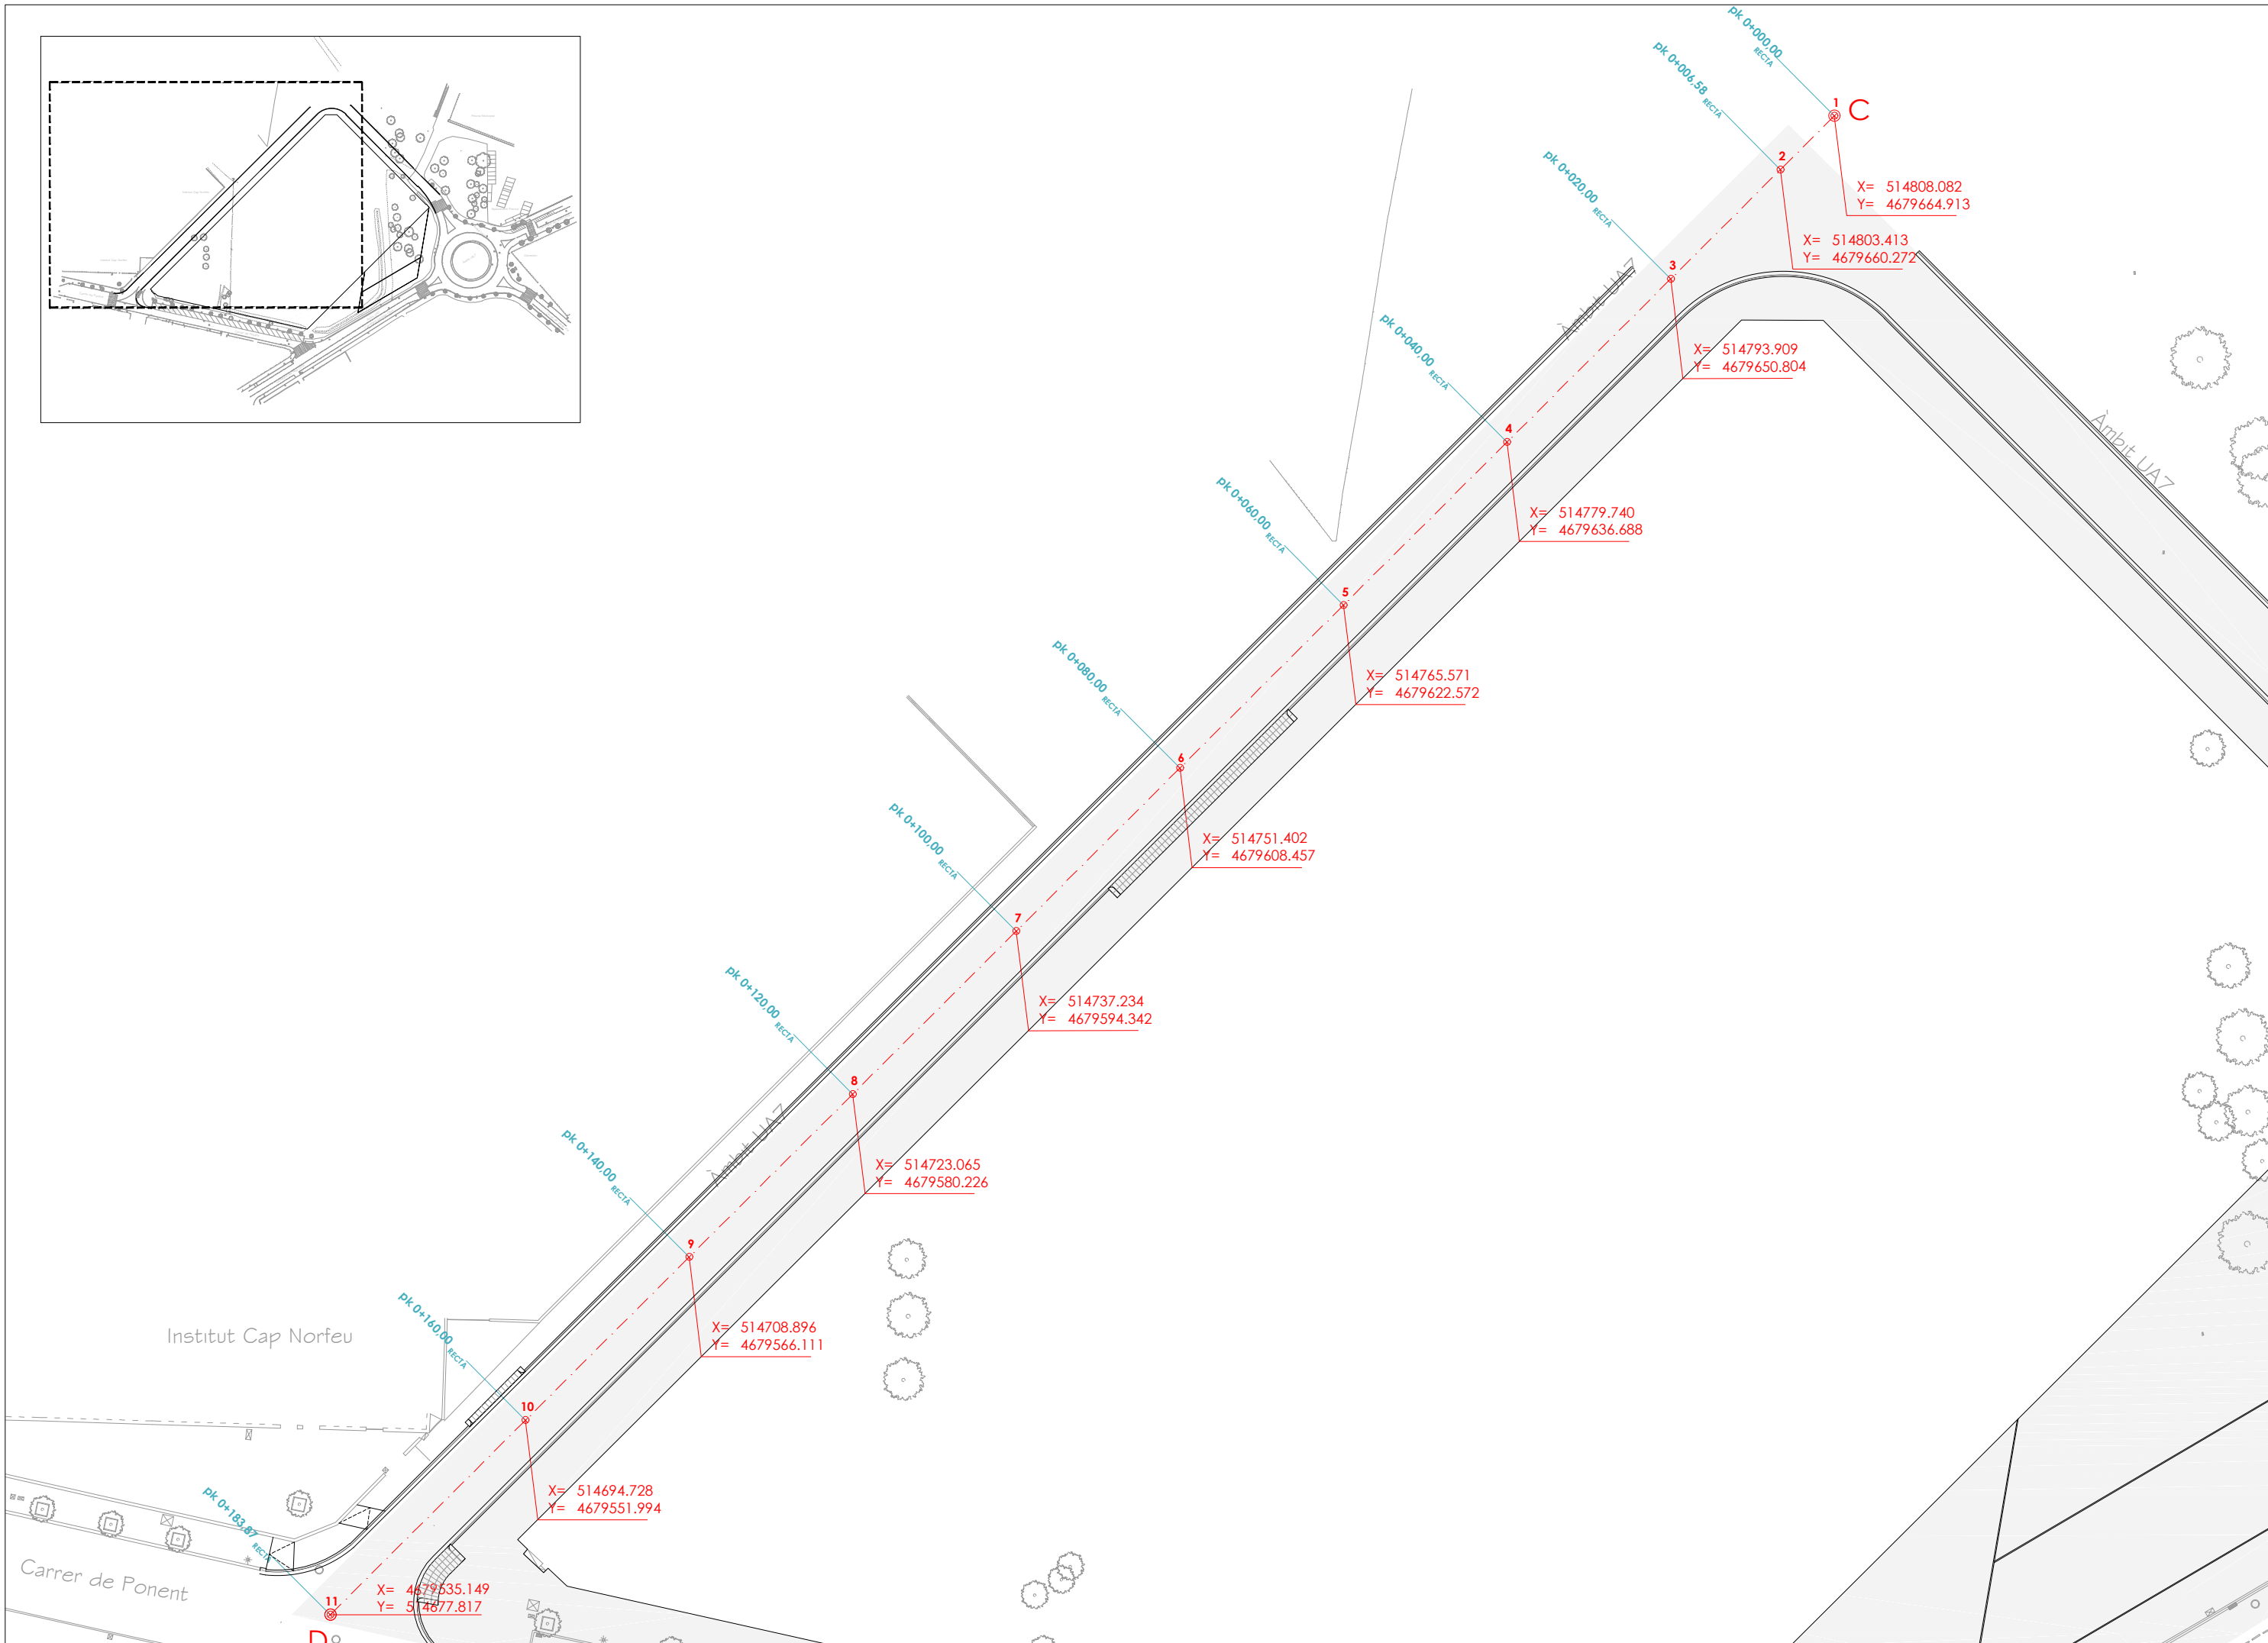 pk 0+000,00
RECTA
pk 0+006,58
RECTA
1
C
2
X= 514808.082
Y= 4679664.913
pk 0+020,00
RECTA
X= 514803.413
Y= 4679660.272
3
Àmbit UA7
pk 0+040,00
RECTA
X= 514793.909
Y= 4679650.804
Àmbit UA7
4
pk 0+060,00
RECTA
X= 514779.740
Y= 4679636.688
5
pk 0+080,00
RECTA
X= 514765.571
Y= 4679622.572
6
pk 0+100,00
RECTA
X= 514751.402
Y= 4679608.457
7
pk 0+120,00
RECTA
X= 514737.234
Y= 4679594.342
8
Àmbit UA7
pk 0+140,00
RECTA
X= 514723.065
Y= 4679580.226
9
pk 0+160,00
RECTA
Institut Cap Norfeu
X= 514708.896
Y= 4679566.111
10
pk 0+183,87
RECTA
X= 514694.728
Y= 4679551.994
Carrer de Ponent
X= 4679535.149
Y= 514677.817
11
D